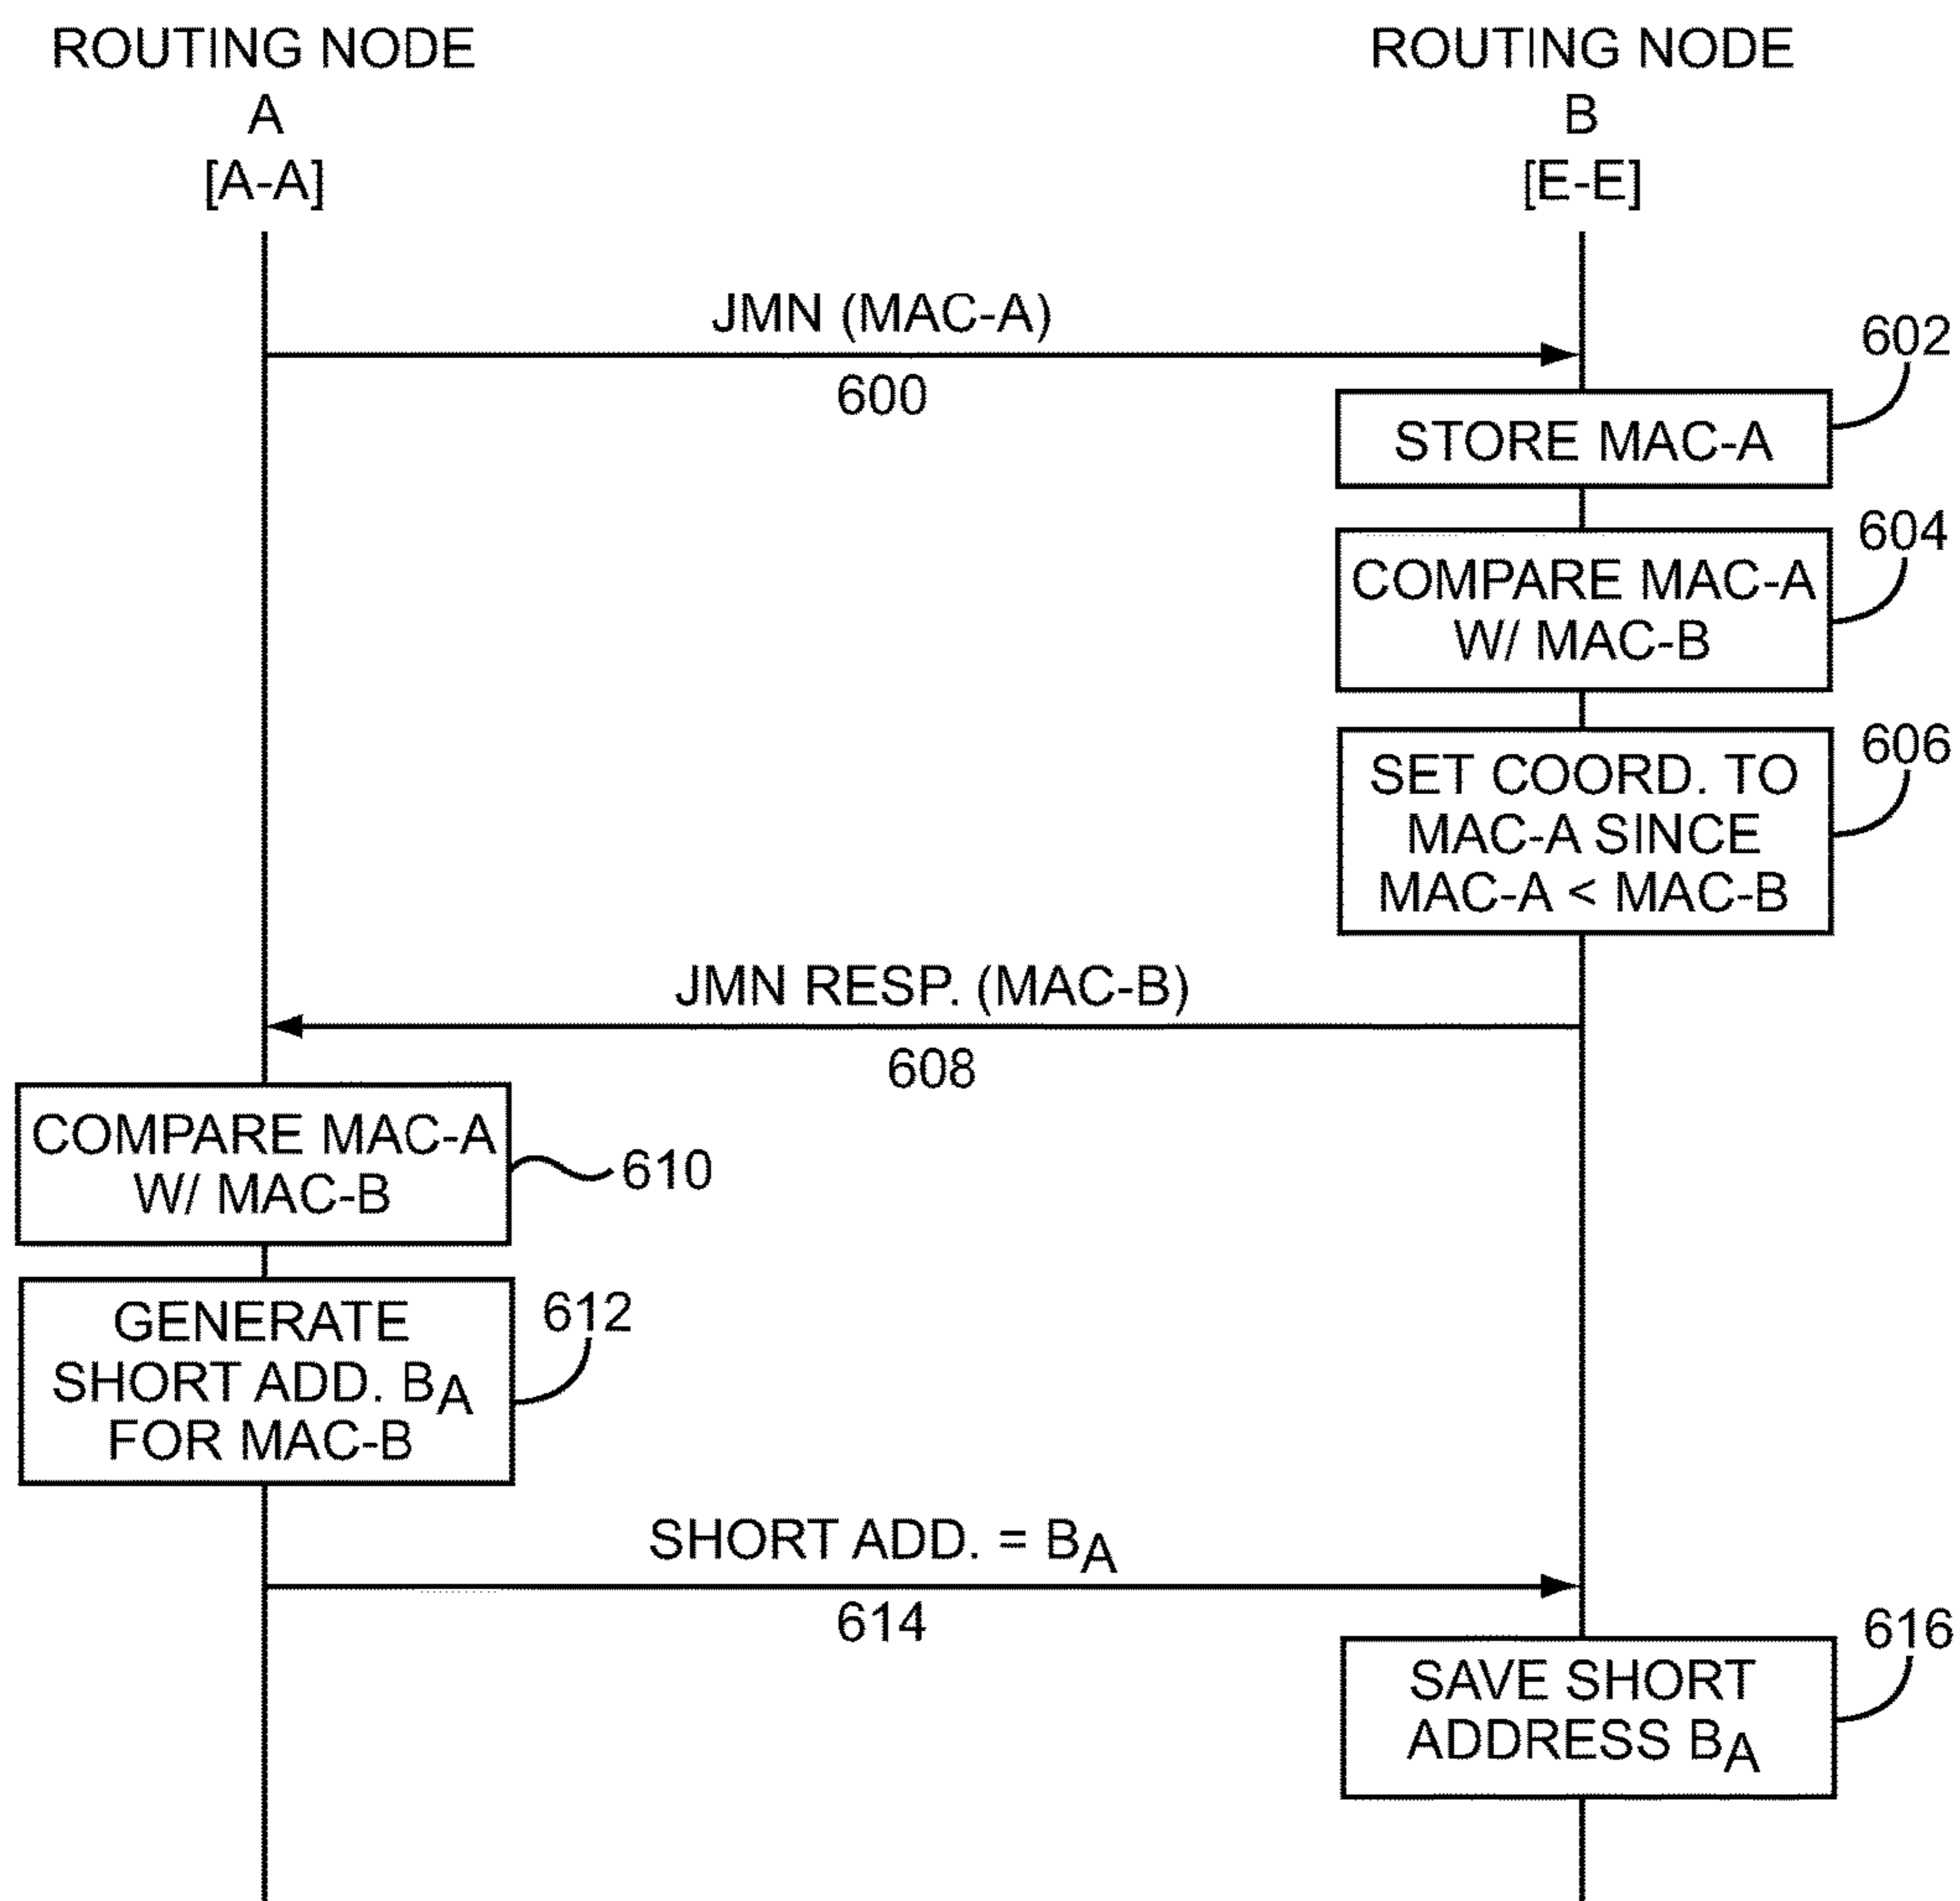 ROUTING NODE
A
[A-A]
ROUTING NODE
B
[E-E]
JMN (MAC-A)
600
602
STORE MAC-A
604
COMPARE MAC-A
W/ MAC-B
606
SET COORD. TO
MAC-A SINCE
MAC-A < MAC-B
JMN RESP. (MAC-B)
608
COMPARE MAC-A
W/ MAC-B
610
GENERATE
SHORT ADD. BA
FOR MAC-B
612
SHORT ADD. = BA
614
616
SAVE SHORT
ADDRESS BA